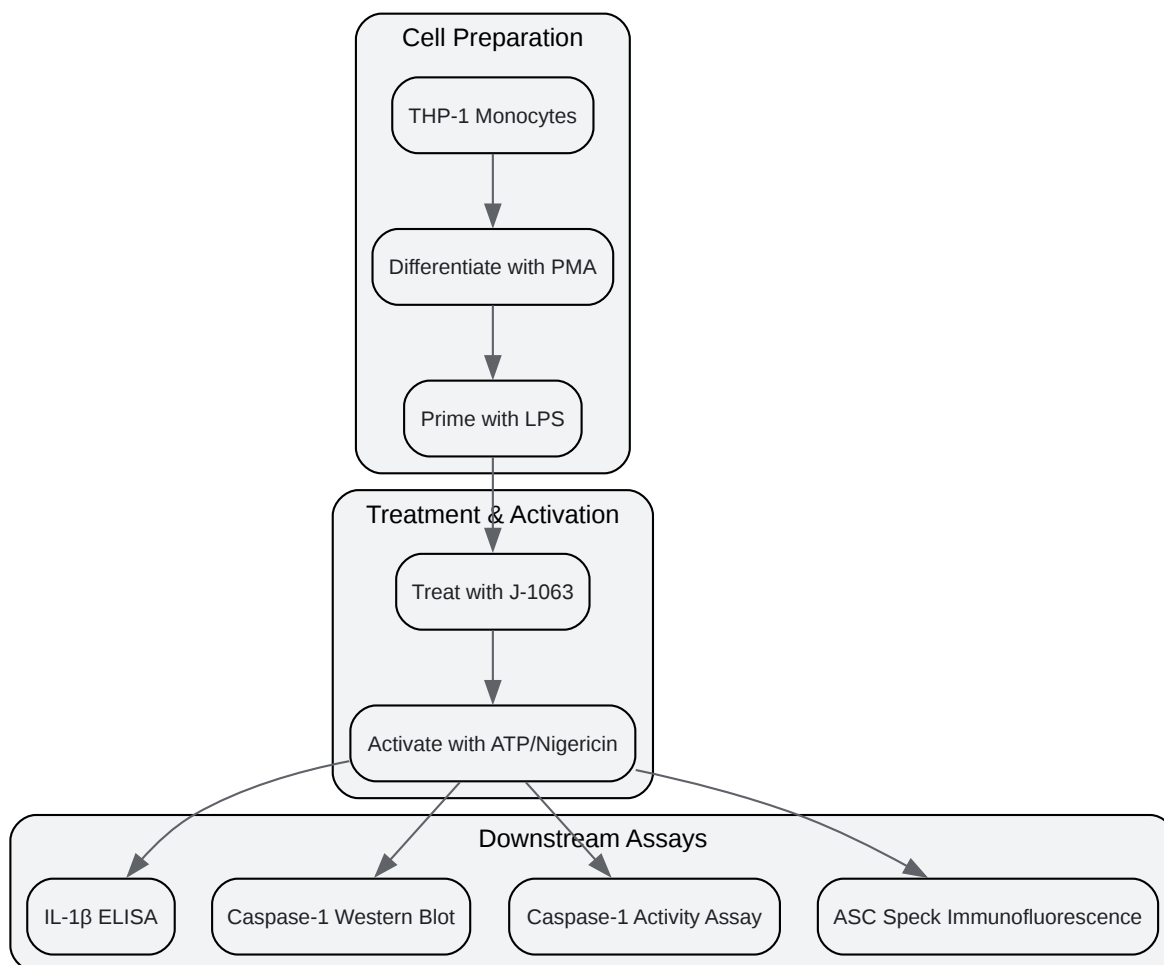 Cell Preparation
THP-1 Monocytes
Differentiate with PMA
Prime with LPS
Treatment & Activation
Treat with J-1063
Activate with ATP/Nigericin
Downstream Assays
IL-1β ELISA
Caspase-1 Western Blot
Caspase-1 Activity Assay
ASC Speck Immunofluorescence